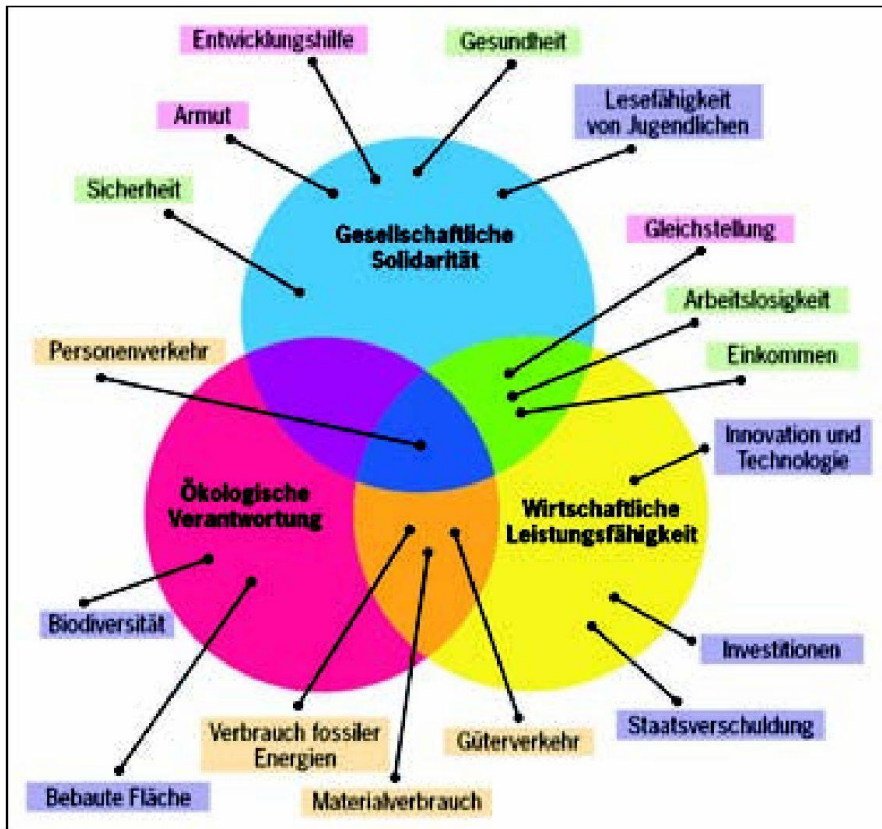 Entwicklungshilfe
Gesundheit
Armut
Lesefähigkeit
von Jugendlichen
Sicherheit
Gesellschaftliche
Solidarität
Gleichstellung
Arbeitslosigkeit
Personenverkehr
Einkommen
Innovation und
Technologie
Ökologische
Verantwortung
Wirtschaftliche
Leistungsfähigkeit
Biodiversität
Investitionen
Verbrauch fossiler
Energien
Güterverkehr
Staatsverschuldung
Bebaute Fläche
Materialverbrauch